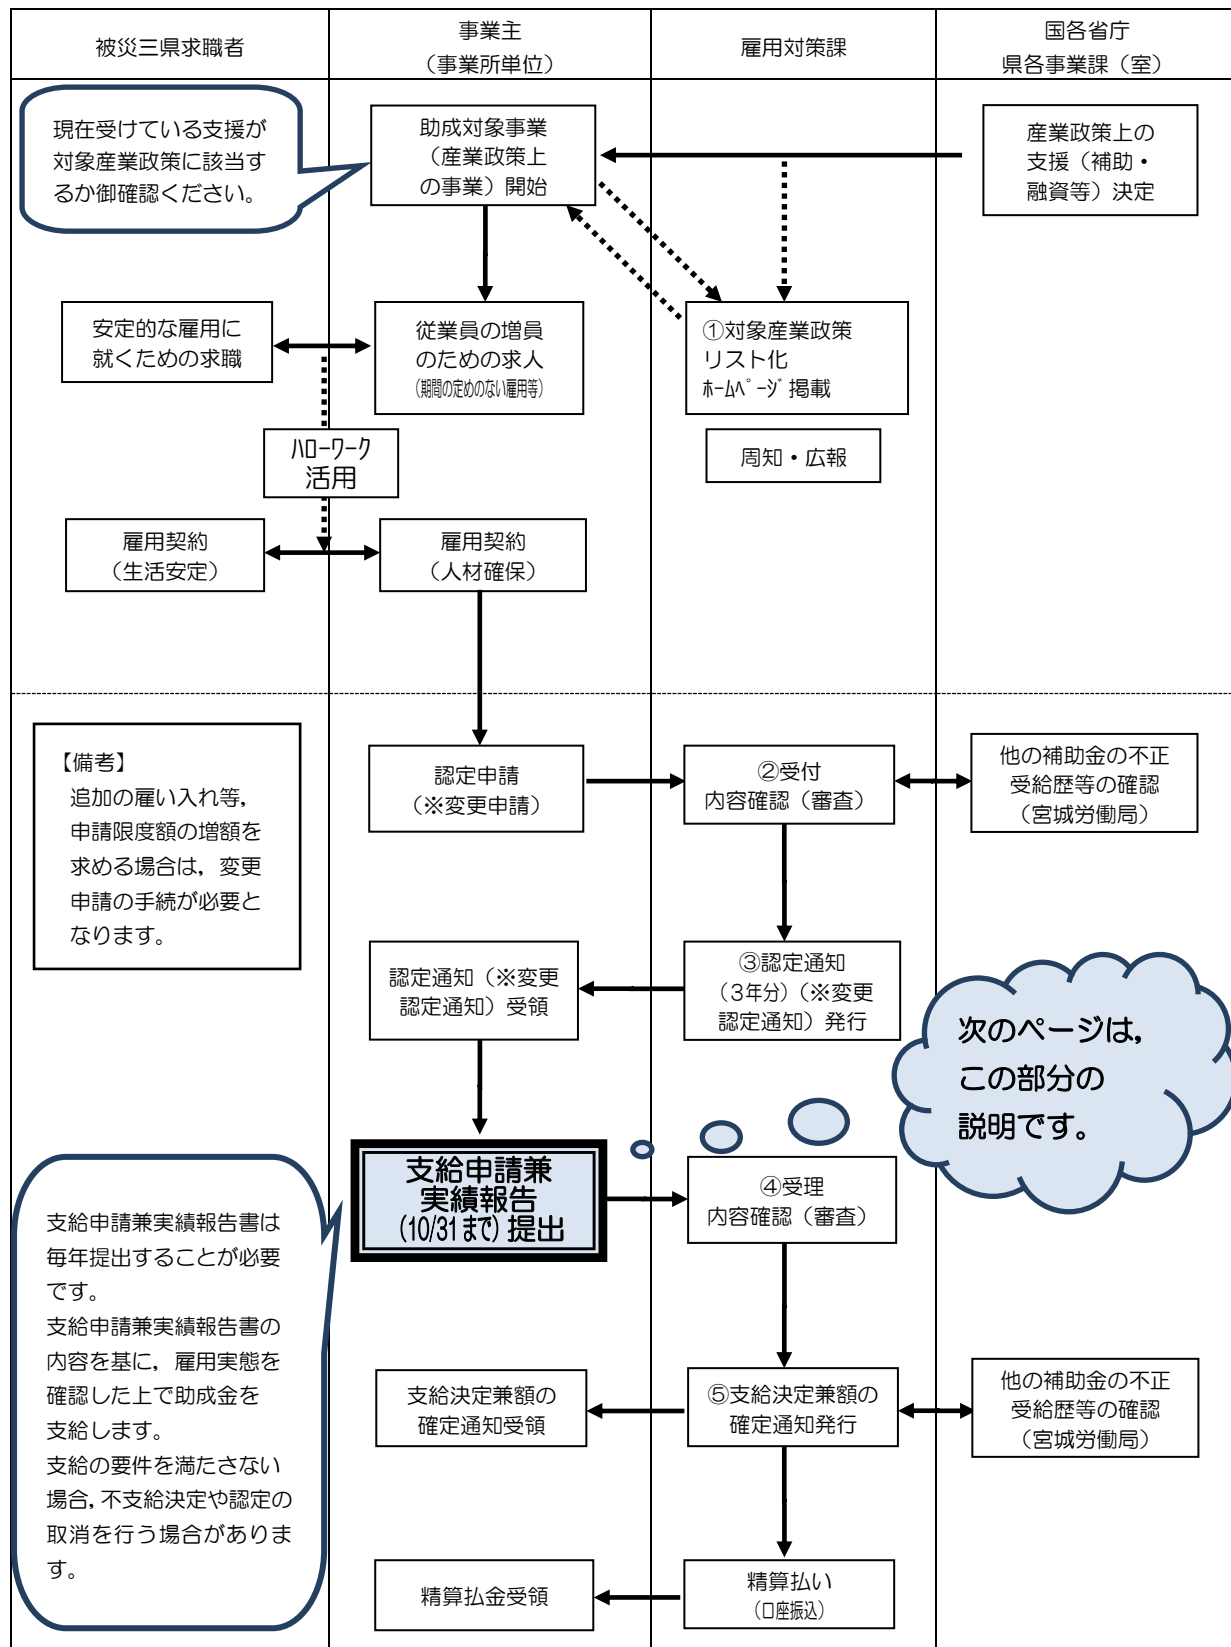 被災三県求職者
事業主
（事業所単位）
雇用対策課
国各省庁
県各事業課（室）
現在受けている支援が
対象産業政策に該当す
るか御確認ください。
助成対象事業
（産業政策上
の事業）開始
産業政策上の
支援（補助・
融資等）決定
安定的な雇用に
就くための求職
従業員の増員
のための求人
（期間の定めのない雇用等）
①対象産業政策
リスト化
ﾎｰﾑﾍﾟｰｼﾞ掲載
ﾊﾛｰﾜｰｸ
活用
周知・広報
雇用契約
（生活安定）
雇用契約
（人材確保）
【備考】
追加の雇い入れ等，
申請限度額の増額を
求める場合は，変更
申請の手続が必要と
なります。
認定申請
（※変更申請）
②受付
内容確認（審査）
他の補助金の不正
受給歴等の確認
（宮城労働局）
認定通知（※変更
認定通知）受領
③認定通知
（3年分）（※変更
認定通知）発行
次のページは，
この部分の
説明です。
支給申請兼
実績報告
(10/31まで)提出
④受理
内容確認（審査）
支給申請兼実績報告書は
毎年提出することが必要
です。
支給申請兼実績報告書の
内容を基に，雇用実態を
確認した上で助成金を
支給します。
支給の要件を満たさない
場合，不支給決定や認定の
取消を行う場合がありま
す。
支給決定兼額の
確定通知受領
⑤支給決定兼額の
確定通知発行
他の補助金の不正
受給歴等の確認
（宮城労働局）
精算払金受領
精算払い
（口座振込）